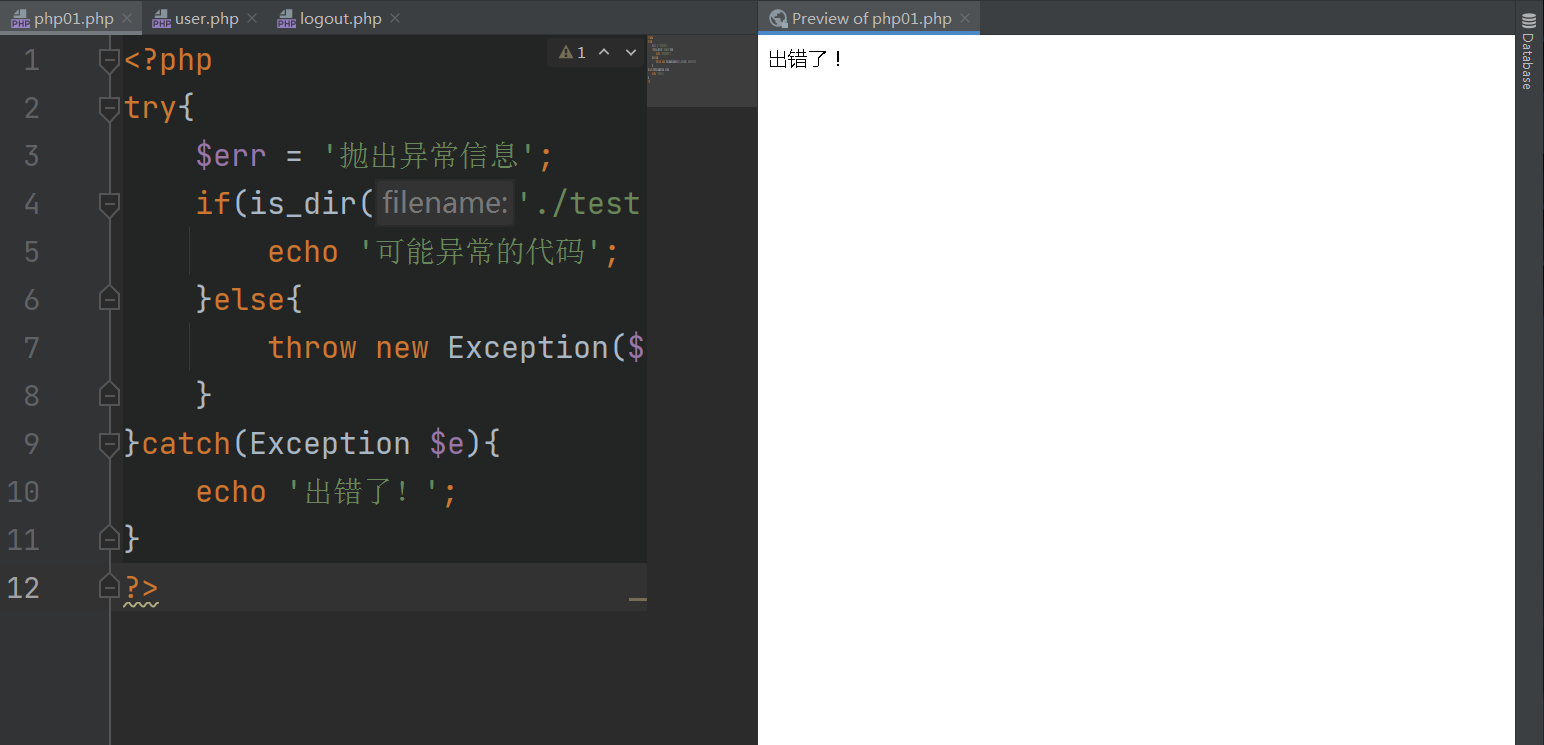 php01.php
user.php
logout.php
Preview of php01.php
1 <?php
2 try{
3 $err = '抛出异常信息';
4 if(is_dir( filename: './test
5 echo '可能异常的代码';
6 }else{
7 throw new Exception($
8 }
9 }catch(Exception $e){
10 echo '出错了！';
11 }
12 ?>
1
出错了！
Database